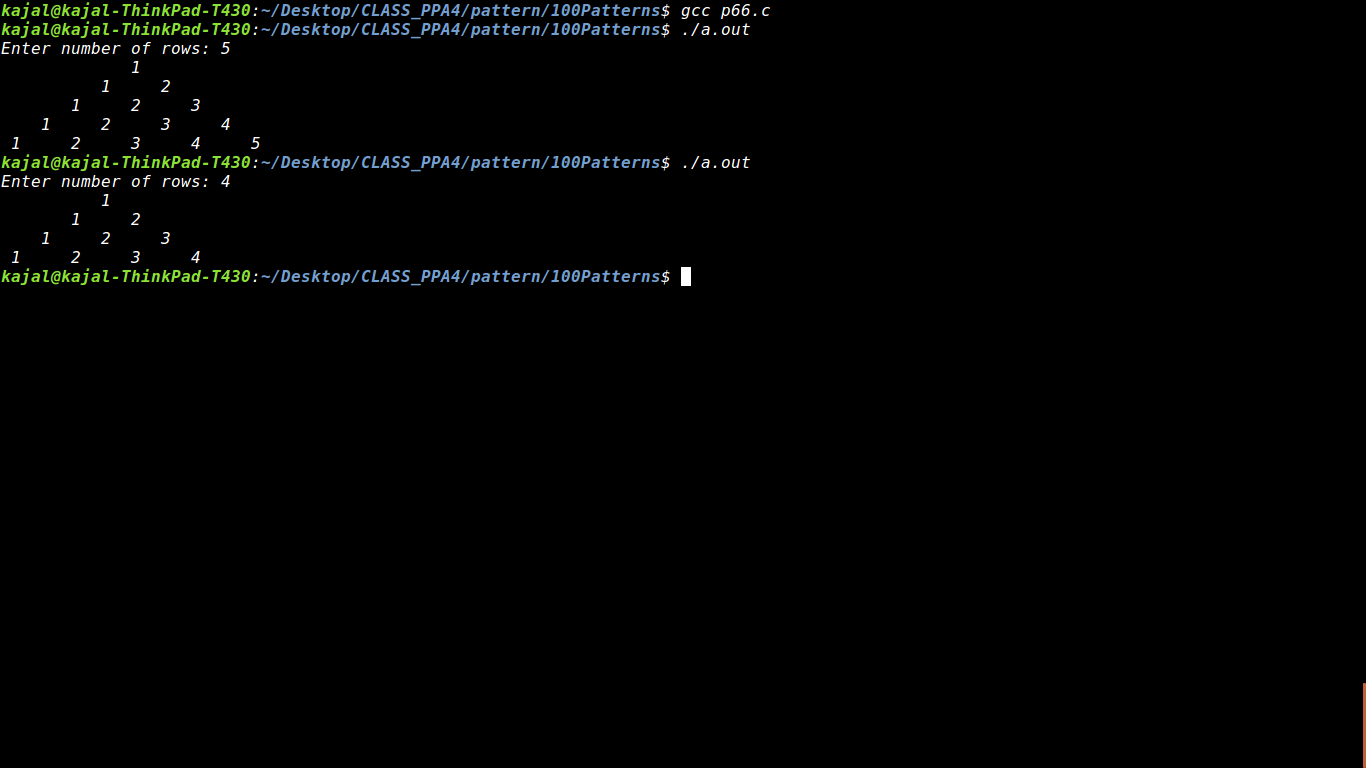 kajal@kajal-ThinkPad-T430:~/Desktop/CLASS_PPA4/pattern/100Patterns$ gcc p66.c
kajal@kajal-ThinkPad-T430:~/Desktop/CLASS_PPA4/pattern/100Patterns$ ./a.out
Enter number of rows: 5
             1
          1     2
       1     2     3
    1     2     3     4
 1     2     3     4     5
kajal@kajal-ThinkPad-T430:~/Desktop/CLASS_PPA4/pattern/100Patterns$ ./a.out
Enter number of rows: 4
          1
       1     2
    1     2     3
 1     2     3     4
kajal@kajal-ThinkPad-T430:~/Desktop/CLASS_PPA4/pattern/100Patterns$